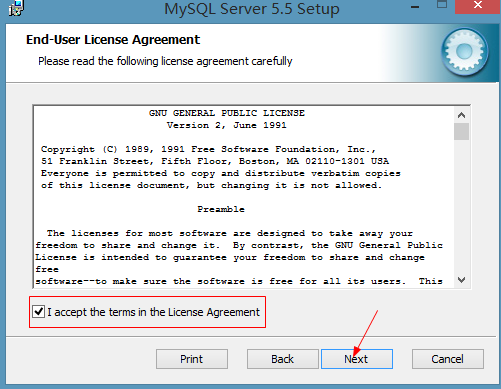 MySQL Server 5.5 Setup
End-User License Agreement
Please read the following license agreement carefully
GNU GENERAL PUBLIC LICENSE
Version 2, June 1991
Copyright (C) 1989, 1991 Free Software Foundation, Inc.,
51 Franklin Street, Fifth Floor, Boston, MA 02110-1301 USA
Everyone is permitted to copy and distribute verbatim copies
of this license document, but changing it is not allowed.
Preamble
The licenses for most software are designed to take away your
freedom to share and change it.  By contrast, the GNU General Public
License is intended to guarantee your freedom to share and change
free
software--to make sure the software is free for all its users.  This
I accept the terms in the License Agreement
Print Back Next Cancel